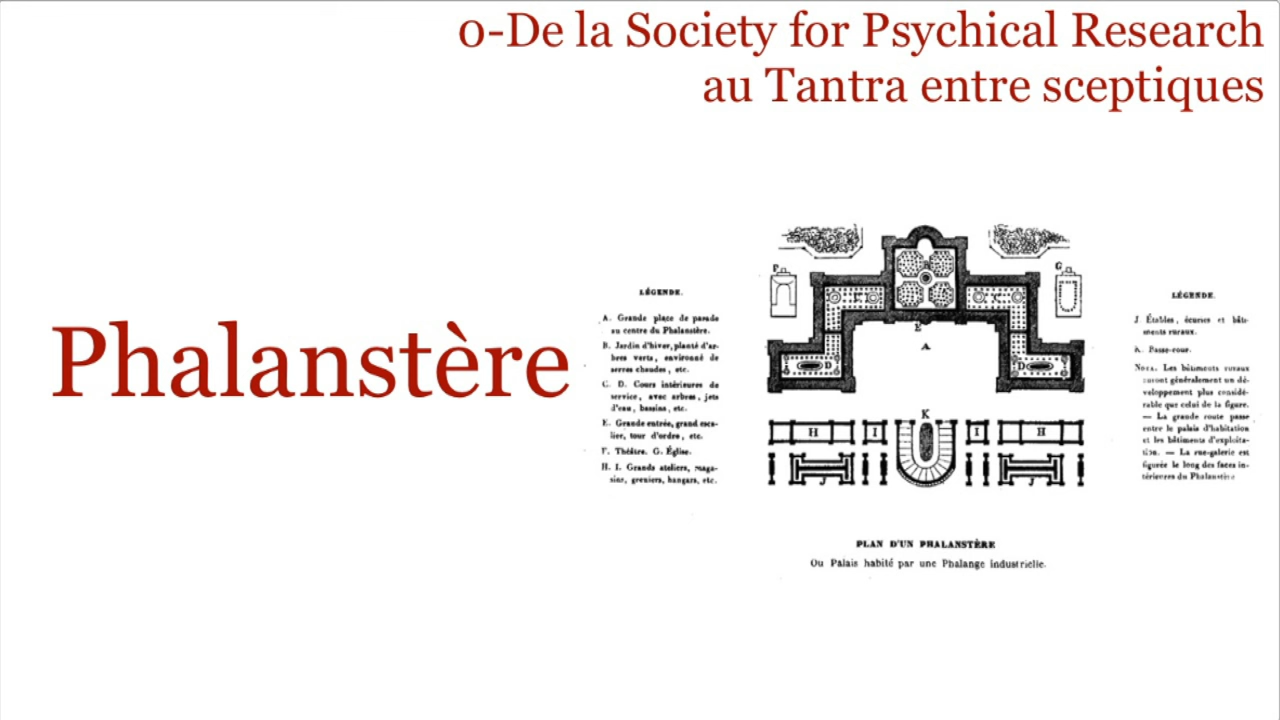 0-De la Society for Psychical Research
au Tantra entre sceptiques
Phalanstère
LÉGENDE.
A. Grande place de parade
au centre du Phalanstère.
B. Jardin d'hiver, planté d'ar-
bres verts, environné de
serres chaudes, etc.
C. D. Cours intérieures de
service, avec arbres, jets
d'eau, bassins, etc.
E. Grande entrée, grand esca-
lier, tour d'ordre, etc.
F. Théâtre. G. Église.
H. I. Grands ateliers, maga-
sins, greniers, hangars, etc.
F
G
B
C
C
E
A
D
D
K
H
I
I
H
J
J
PLAN D'UN PHALANSTÈRE
Ou Palais habité par une Phalange industrielle.
LÉGENDE.
J. Étables, écuries et bâti-
ments ruraux.
K. Basse-cour.
NOTA. Les bâtiments ruraux
auront généralement un dé-
veloppement plus considé-
rable que celui de la figure.
— La grande route passe
entre le palais d'habitation
et les bâtiments d'exploita-
tion. — La rue-galerie est
figurée le long des faces in-
térieures du Phalanstère